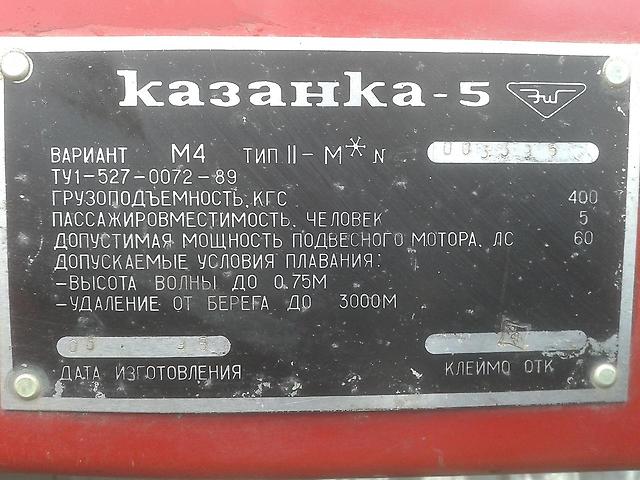 казанка-5
ВАРИАНТ М4 ТИП II-М* N
ТУ1-527-0072-89
ГРУЗОПОДЪЕМНОСТЬ, КГС 400
ПАССАЖИРОВМЕСТИМОСТЬ, ЧЕЛОВЕК 5
ДОПУСТИМАЯ МОЩНОСТЬ ПОДВЕСНОГО МОТОРА, ЛС 60
ДОПУСКАЕМЫЕ УСЛОВИЯ ПЛАВАНИЯ:
-ВЫСОТА ВОЛНЫ ДО 0,75М
-УДАЛЕНИЕ ОТ БЕРЕГА ДО 3000М
ДАТА ИЗГОТОВЛЕНИЯ КЛЕЙМО ОТК